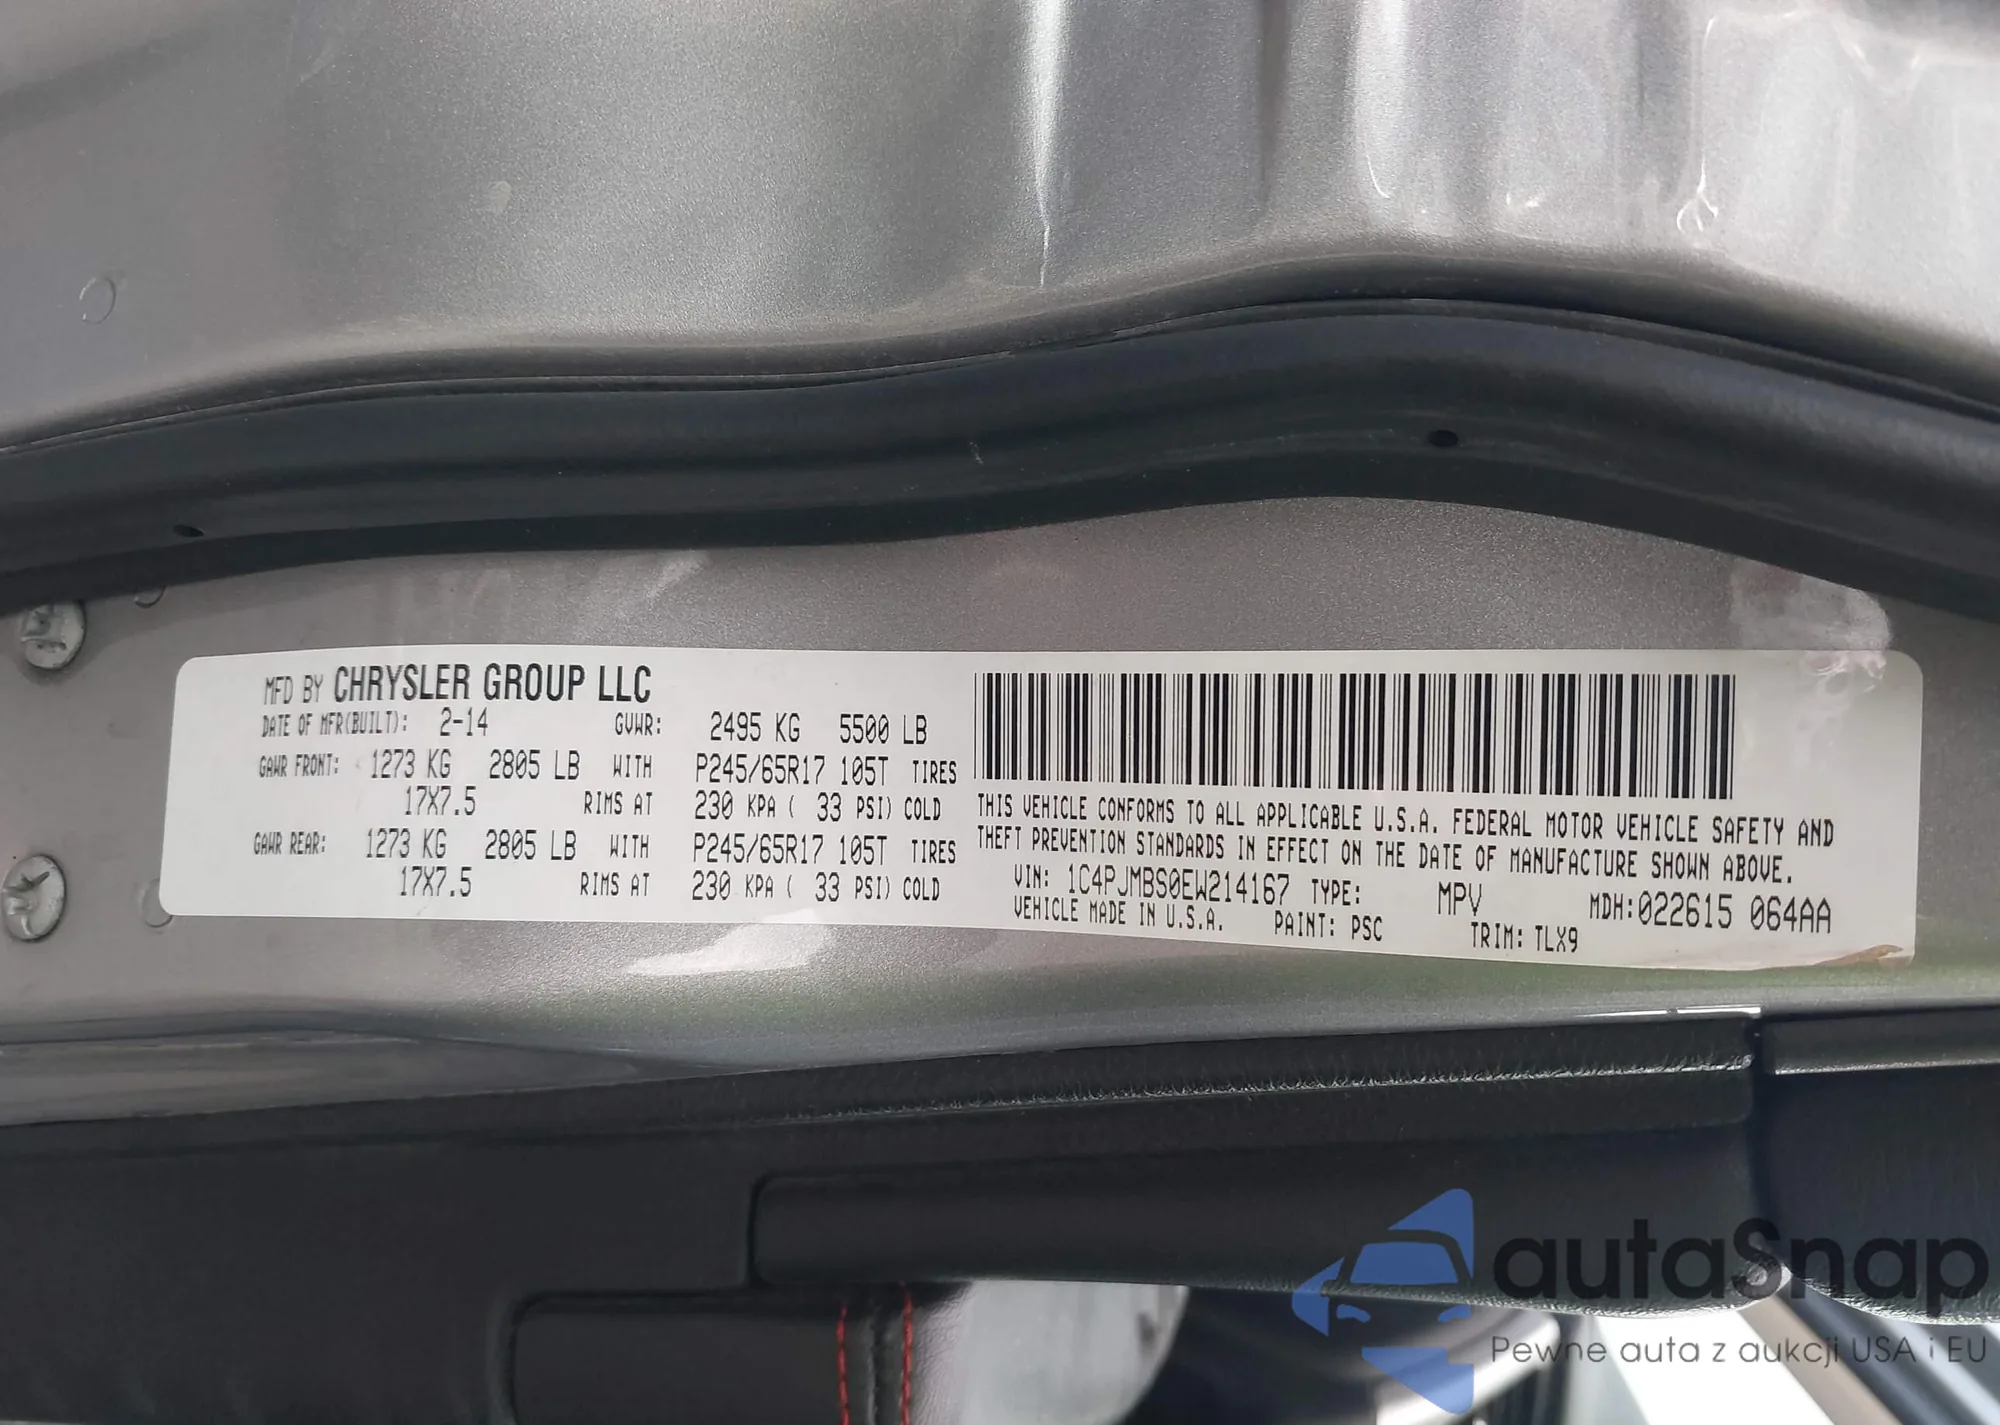 MFD BY CHRYSLER GROUP LLC
DATE OF MFR(BUILT): 2-14 GVWR: 2495 KG 5500 LB
GAWR FRONT: 1273 KG 2805 LB WITH P245/65R17 105T TIRES
17X7.5 RIMS AT 230 KPA ( 33 PSI) COLD
GAWR REAR: 1273 KG 2805 LB WITH P245/65R17 105T TIRES
17X7.5 RIMS AT 230 KPA ( 33 PSI) COLD
THIS VEHICLE CONFORMS TO ALL APPLICABLE U.S.A. FEDERAL MOTOR VEHICLE SAFETY AND
THEFT PREVENTION STANDARDS IN EFFECT ON THE DATE OF MANUFACTURE SHOWN ABOVE.
VIN: 1C4PJMBS0EW214167 TYPE: MPV MDH:022615 064AA
VEHICLE MADE IN U.S.A. PAINT: PSC TRIM: TLX9
autaSnap
Pewne auta z aukcji USA i EU